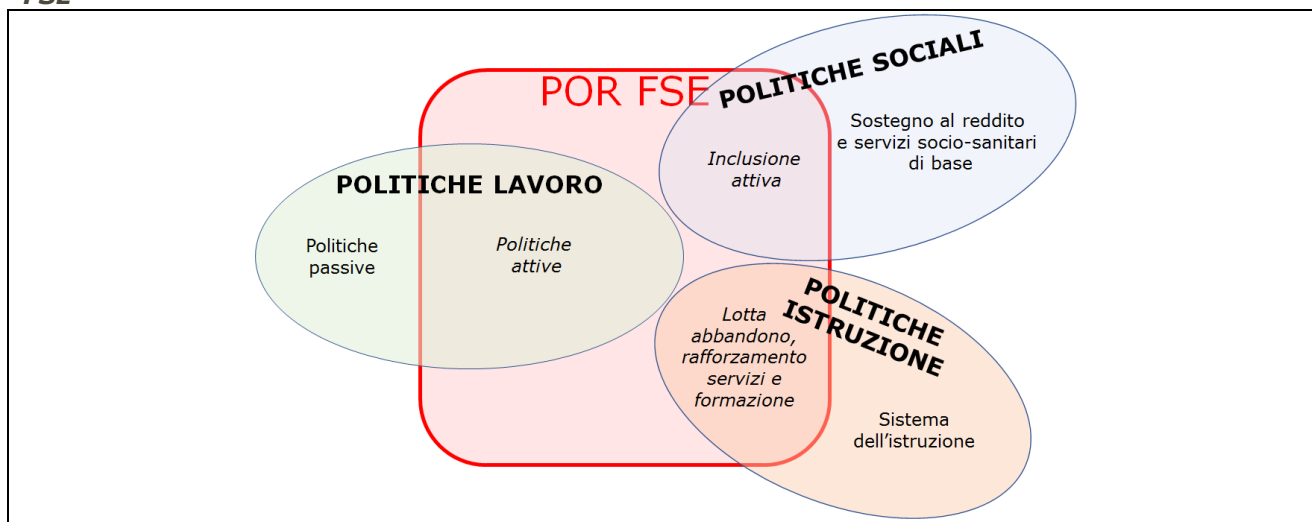 FSE
POR FSE
POLITICHE SOCIALI
Sostegno al reddito
e servizi socio-sanitari
di base
Inclusione
attiva
POLITICHE LAVORO
Politiche
passive
Politiche
attive
POLITICHE
ISTRUZIONE
Lotta
abbandono,
rafforzamento
servizi e
formazione
Sistema
dell'istruzione